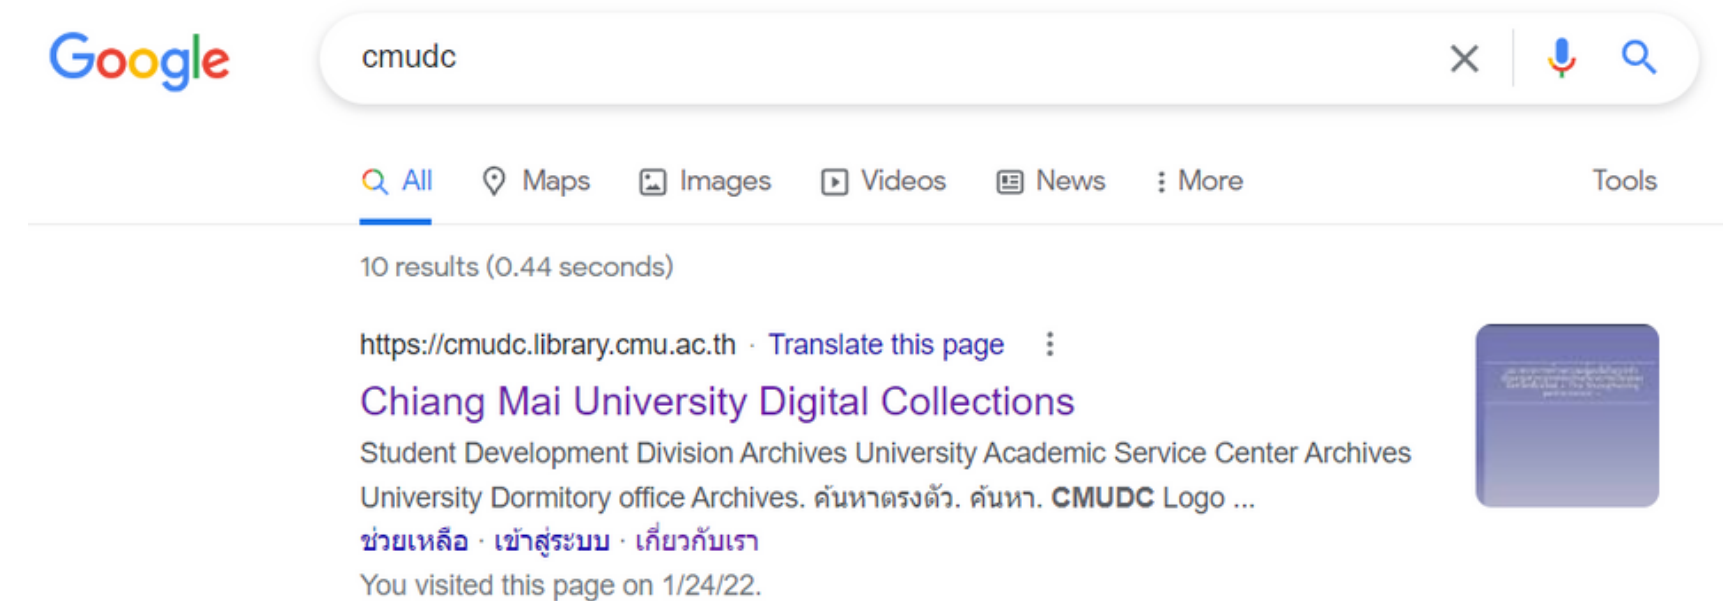 Google cmudc
All Maps Images Videos News More Tools
10 results (0.44 seconds)
https://cmudc.library.cmu.ac.th · Translate this page
Chiang Mai University Digital Collections
Student Development Division Archives University Academic Service Center Archives
University Dormitory office Archives. ค้นหาตรงตัว. ค้นหา. CMUDC Logo ...
ช่วยเหลือ · เข้าสู่ระบบ · เกี่ยวกับเรา
You visited this page on 1/24/22.